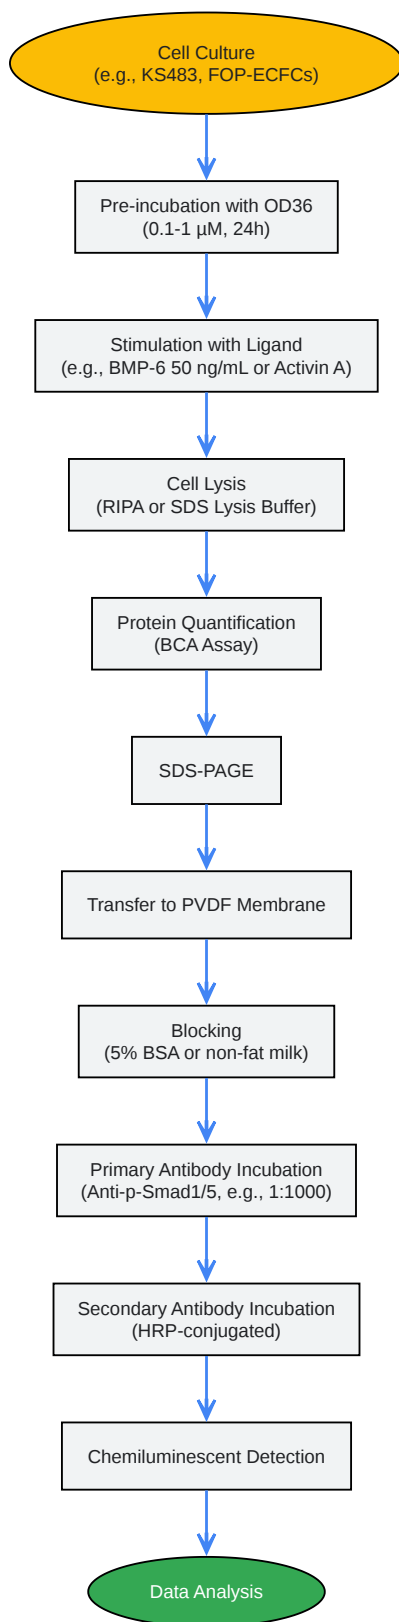 Cell Culture
(e.g., KS483, FOP-ECFCs)
Pre-incubation with OD36
(0.1-1 µM, 24h)
Stimulation with Ligand
(e.g., BMP-6 50 ng/mL or Activin A)
Cell Lysis
(RIPA or SDS Lysis Buffer)
Protein Quantification
(BCA Assay)
SDS-PAGE
Transfer to PVDF Membrane
Blocking
(5% BSA or non-fat milk)
Primary Antibody Incubation
(Anti-p-Smad1/5, e.g., 1:1000)
Secondary Antibody Incubation
(HRP-conjugated)
Chemiluminescent Detection
Data Analysis